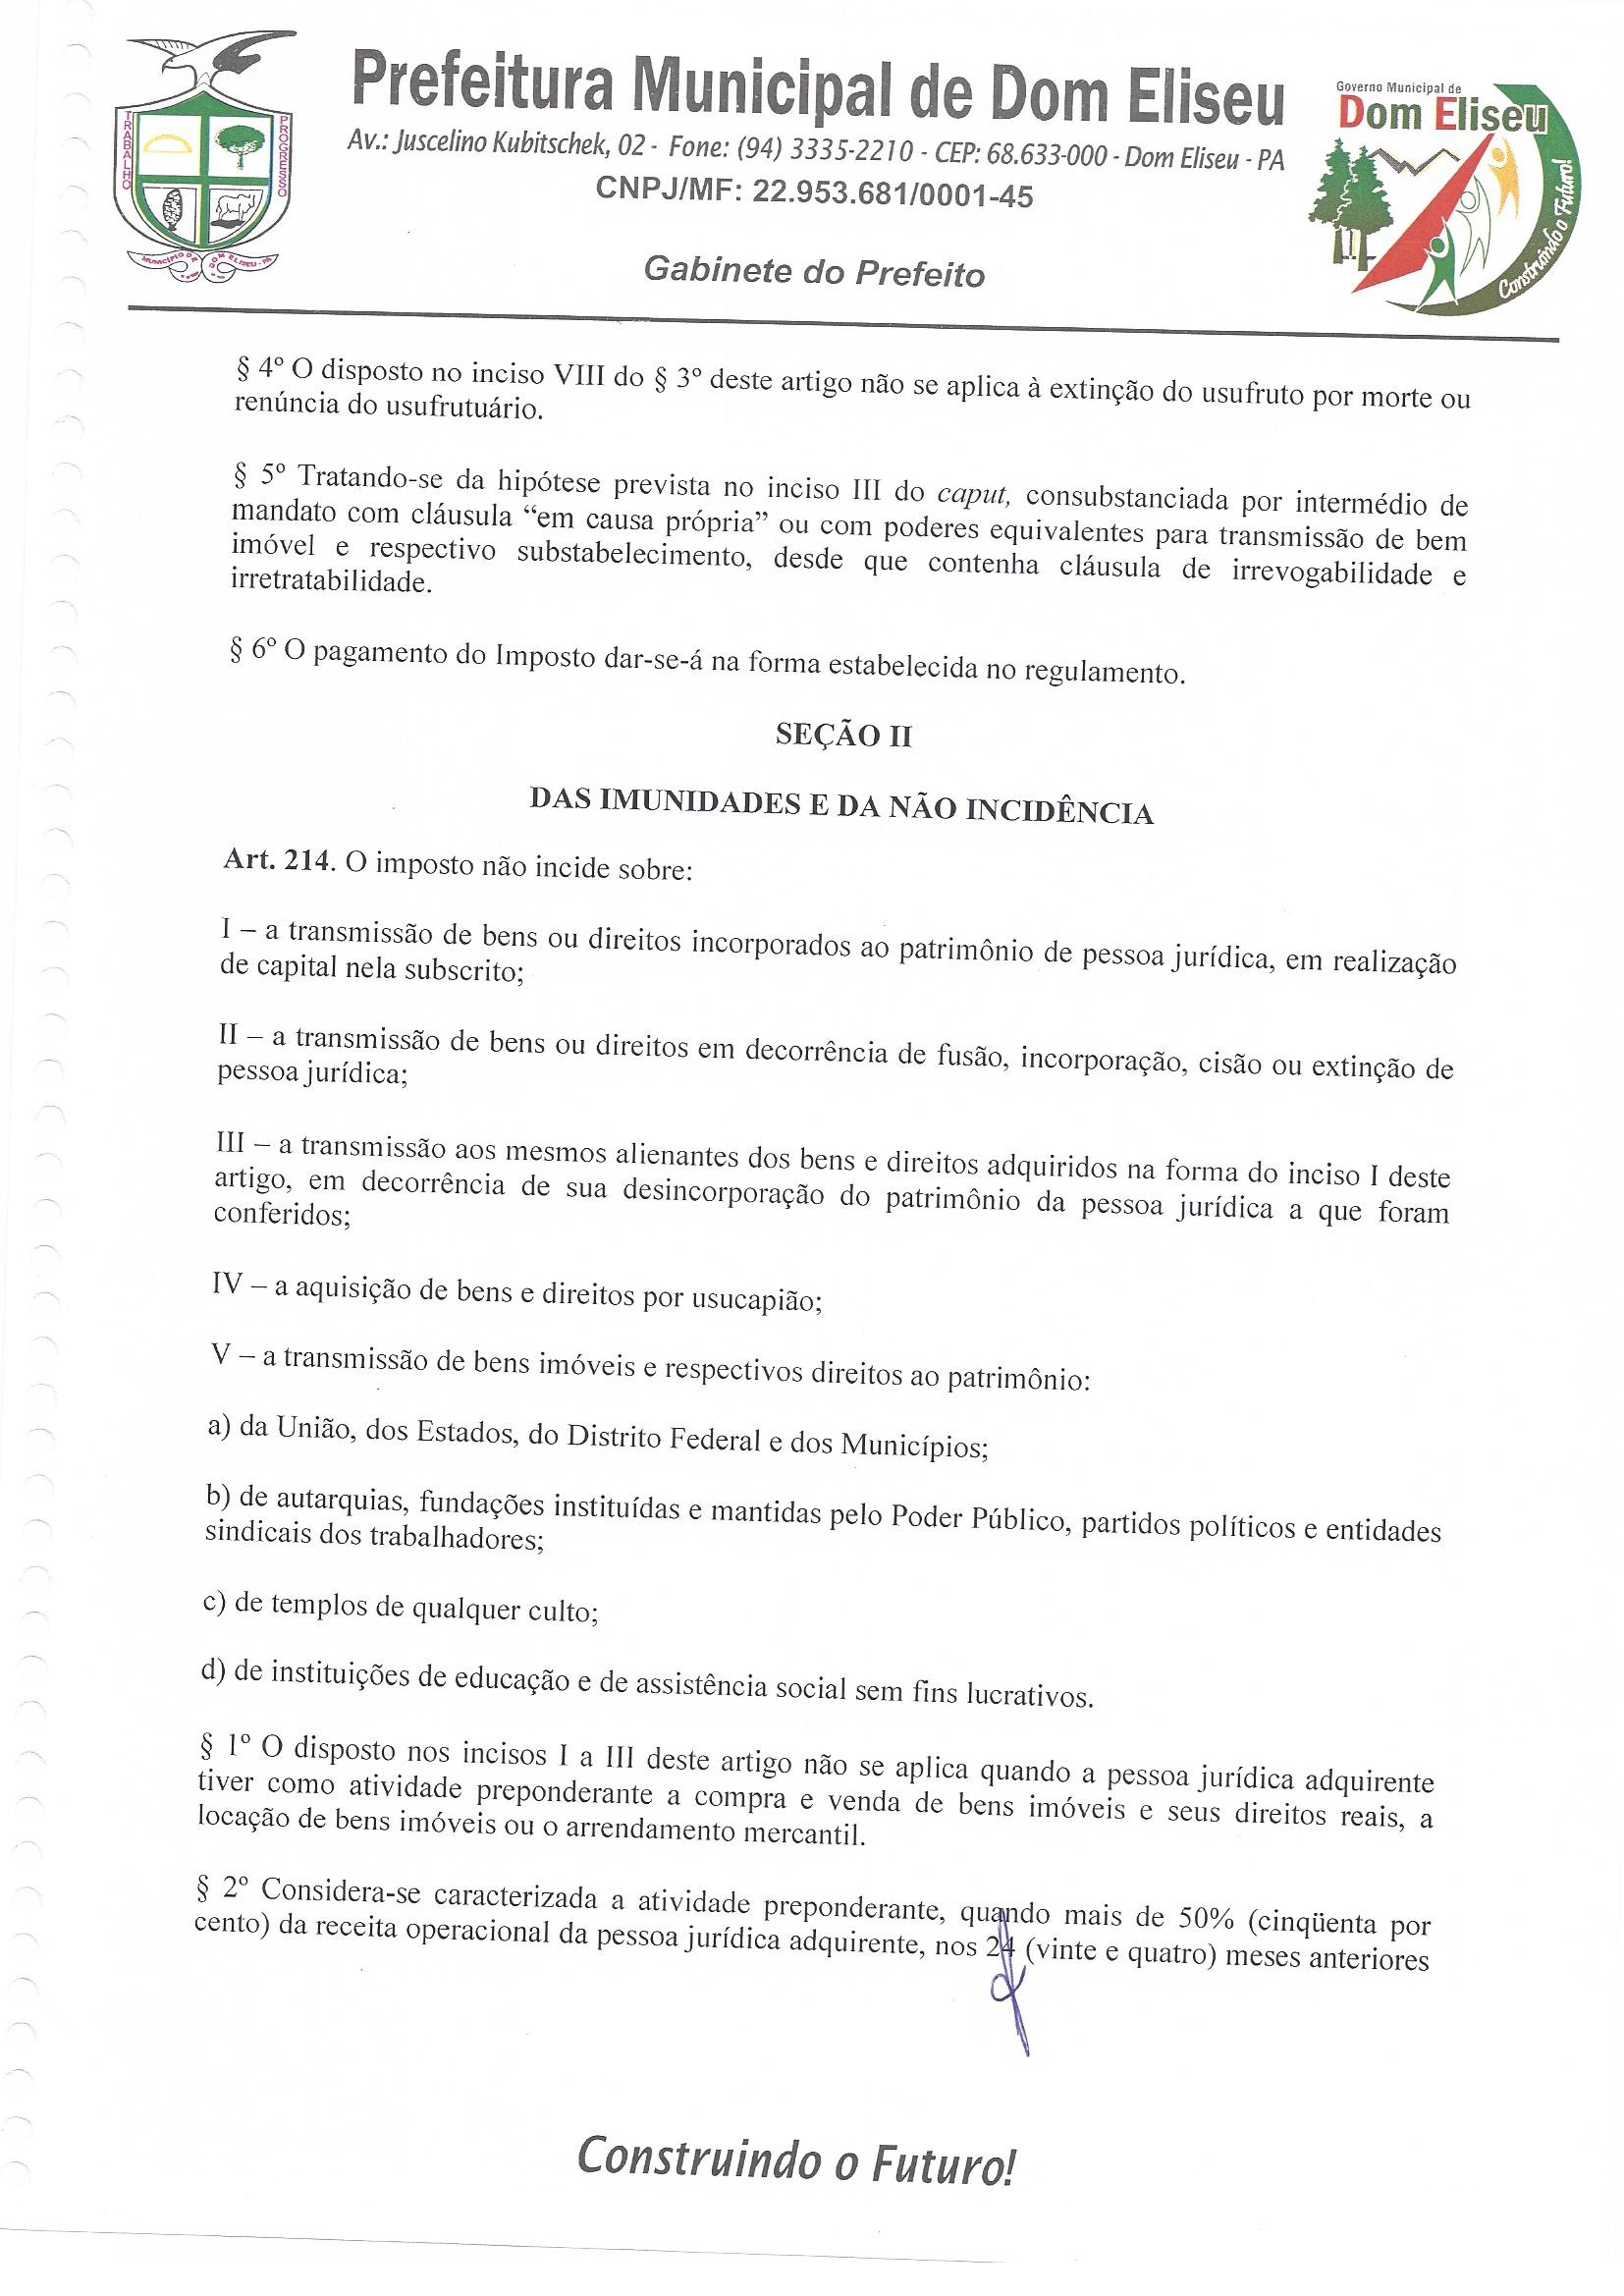 Prefeitura Municipal de Dom Eliseu
Av.: Juscelino Kubitschek, 02 - Fone: (94) 3335-2210 - CEP: 68.633-000 - Dom Eliseu - PA
CNPJ/MF: 22.953.681/0001-45
Gabinete do Prefeito
TRABALHO
PROGRESSO
MUNICÍPIO DE DOM ELISEU - PA
Governo Municipal de
Dom Eliseu
Construindo o Futuro!
§ 4º O disposto no inciso VIII do § 3º deste artigo não se aplica à extinção do usufruto por morte ou
renúncia do usufrutuário.
§ 5º Tratando-se da hipótese prevista no inciso III do caput, consubstanciada por intermédio de
mandato com cláusula “em causa própria” ou com poderes equivalentes para transmissão de bem
imóvel e respectivo substabelecimento, desde que contenha cláusula de irrevogabilidade e
irretratabilidade.
§ 6º O pagamento do Imposto dar-se-á na forma estabelecida no regulamento.
SEÇÃO II
DAS IMUNIDADES E DA NÃO INCIDÊNCIA
Art. 214. O imposto não incide sobre:
I – a transmissão de bens ou direitos incorporados ao patrimônio de pessoa jurídica, em realização
de capital nela subscrito;
II – a transmissão de bens ou direitos em decorrência de fusão, incorporação, cisão ou extinção de
pessoa jurídica;
III – a transmissão aos mesmos alienantes dos bens e direitos adquiridos na forma do inciso I deste
artigo, em decorrência de sua desincorporação do patrimônio da pessoa jurídica a que foram
conferidos;
IV – a aquisição de bens e direitos por usucapião;
V – a transmissão de bens imóveis e respectivos direitos ao patrimônio:
a) da União, dos Estados, do Distrito Federal e dos Municípios;
b) de autarquias, fundações instituídas e mantidas pelo Poder Público, partidos políticos e entidades
sindicais dos trabalhadores;
c) de templos de qualquer culto;
d) de instituições de educação e de assistência social sem fins lucrativos.
§ 1º O disposto nos incisos I a III deste artigo não se aplica quando a pessoa jurídica adquirente
tiver como atividade preponderante a compra e venda de bens imóveis e seus direitos reais, a
locação de bens imóveis ou o arrendamento mercantil.
§ 2º Considera-se caracterizada a atividade preponderante, quando mais de 50% (cinqüenta por
cento) da receita operacional da pessoa jurídica adquirente, nos 24 (vinte e quatro) meses anteriores
Construindo o Futuro!